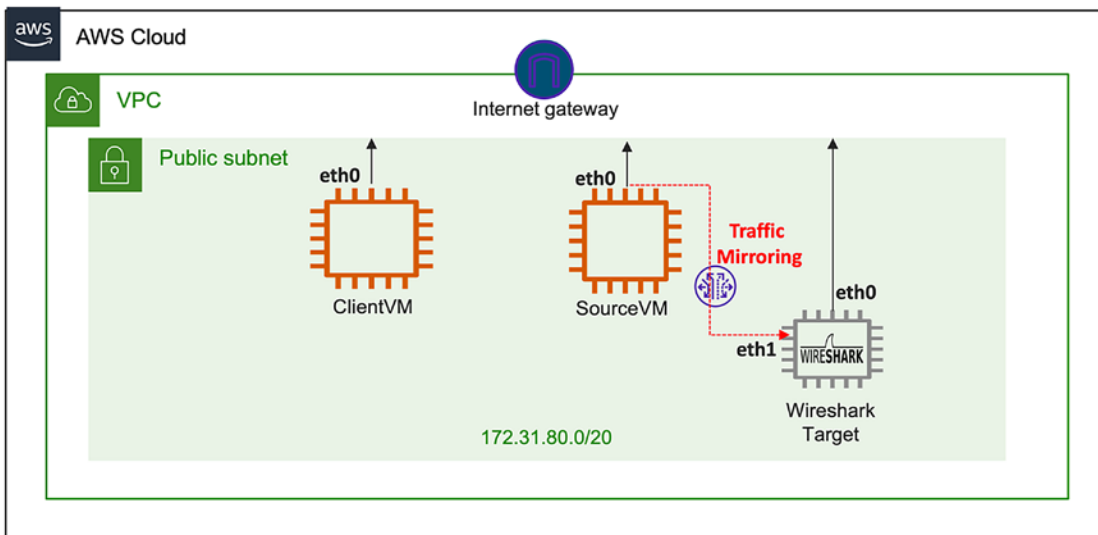 aws
AWS Cloud
VPC
Internet gateway
Public subnet
eth0
eth0
Traffic
Mirroring
ClientVM
SourceVM
eth0
eth1
WIRESHARK
Wireshark
Target
172.31.80.0/20